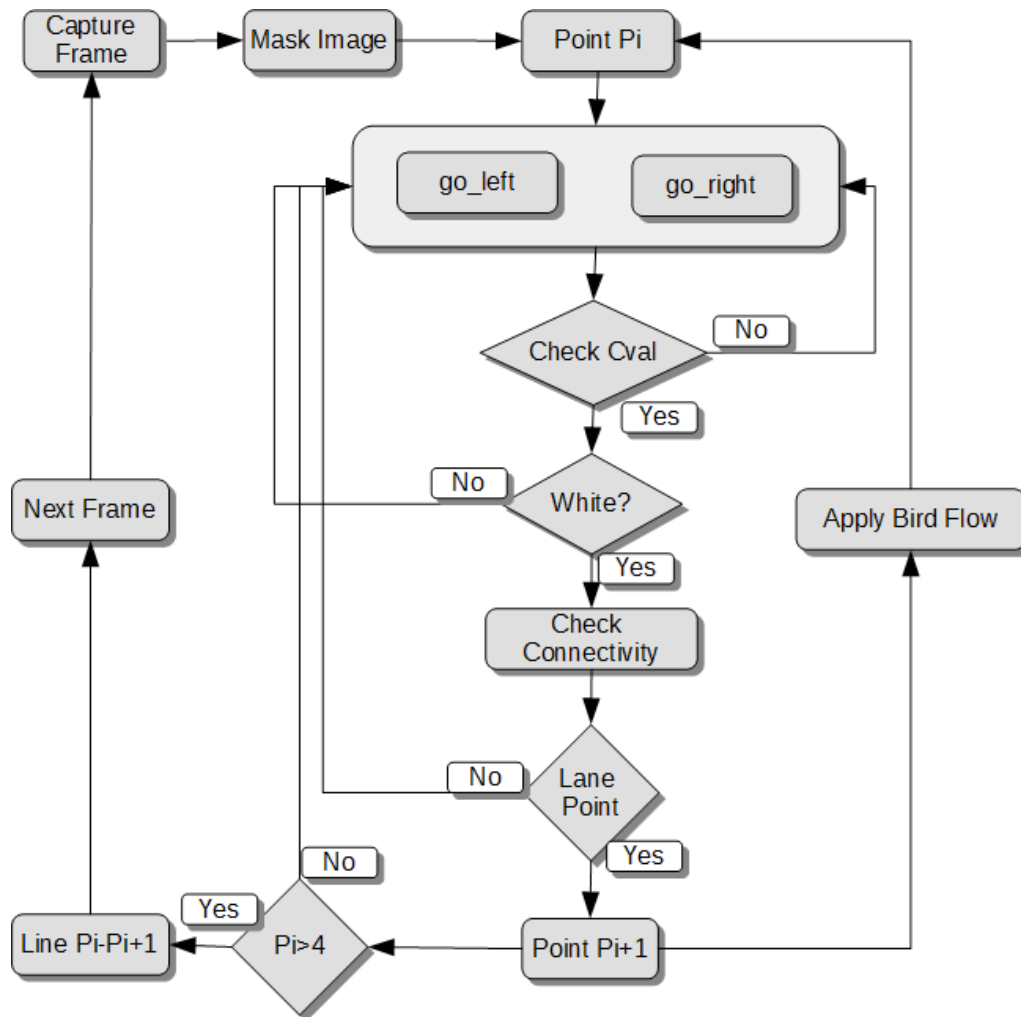 Capture
Frame
Mask Image
Point Pi
go_left
go_right
Check Cval
No
Yes
White?
No
Yes
Next Frame
Apply Bird Flow
Check
Connectivity
Lane
Point
No
Yes
No
Yes
Line Pi-Pi+1
Pi>4
Point Pi+1